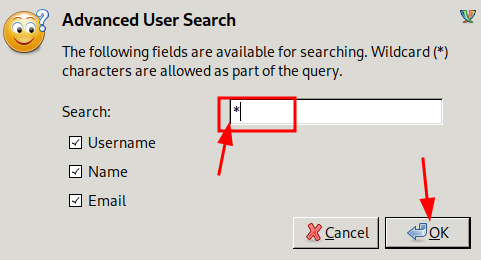 Advanced User Search
The following fields are available for searching. Wildcard (*)
characters are allowed as part of the query.
Search: *
Username
Name
Email
Cancel OK